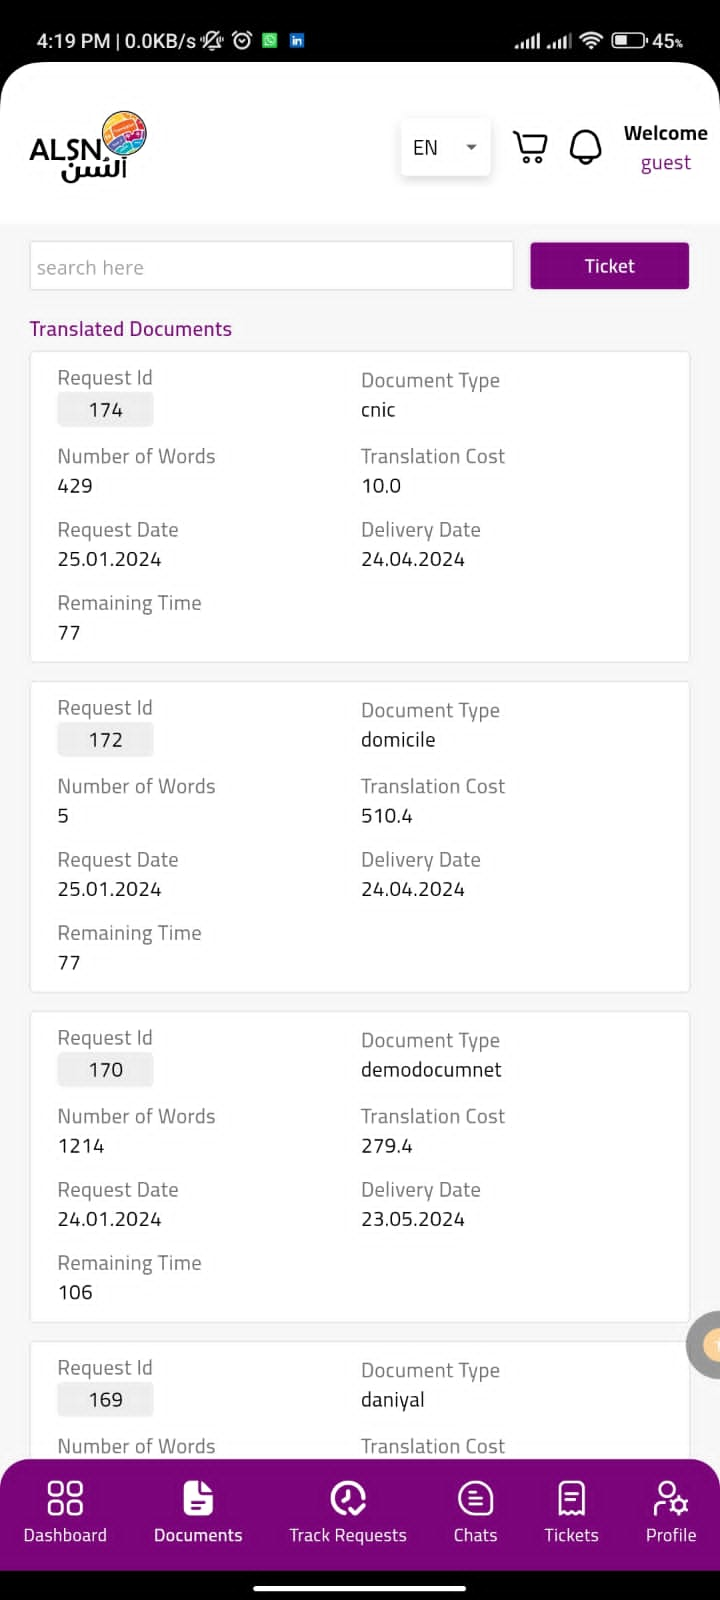 4:19 PM | 0.0KB/s 45%
ALSN
ألسن
EN
Welcome
guest
search here
Ticket
Translated Documents
Request Id Document Type
174 cnic
Number of Words Translation Cost
429 10.0
Request Date Delivery Date
25.01.2024 24.04.2024
Remaining Time
77
Request Id Document Type
172 domicile
Number of Words Translation Cost
5 510.4
Request Date Delivery Date
25.01.2024 24.04.2024
Remaining Time
77
Request Id Document Type
170 demodocumnet
Number of Words Translation Cost
1214 279.4
Request Date Delivery Date
24.01.2024 23.05.2024
Remaining Time
106
Request Id Document Type
169 daniyal
Number of Words Translation Cost
Dashboard Documents Track Requests Chats Tickets Profile